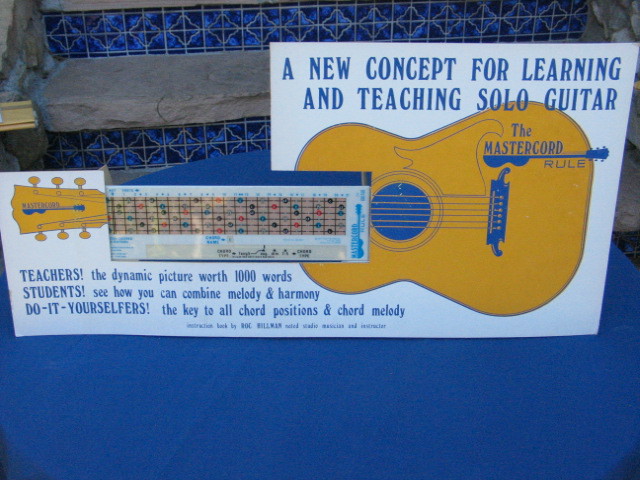 A NEW CONCEPT FOR LEARNING
AND TEACHING SOLO GUITAR
The
MASTERCORD
RULE
MASTERCORD
MASTERCORD
TEACHERS! the dynamic picture worth 1000 words
STUDENTS! see how you can combine melody & harmony
DO-IT-YOURSELFERS! the key to all chord positions & chord melody
instruction book by ROC HILLMAN noted studio musician and instructor